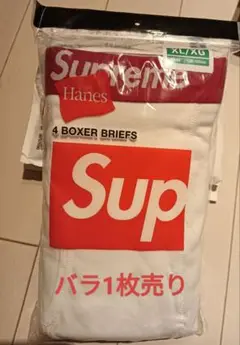 Supreme
Hanes
XL/XG
4 BOXER BRIEFS
Sup
バラ1枚売り